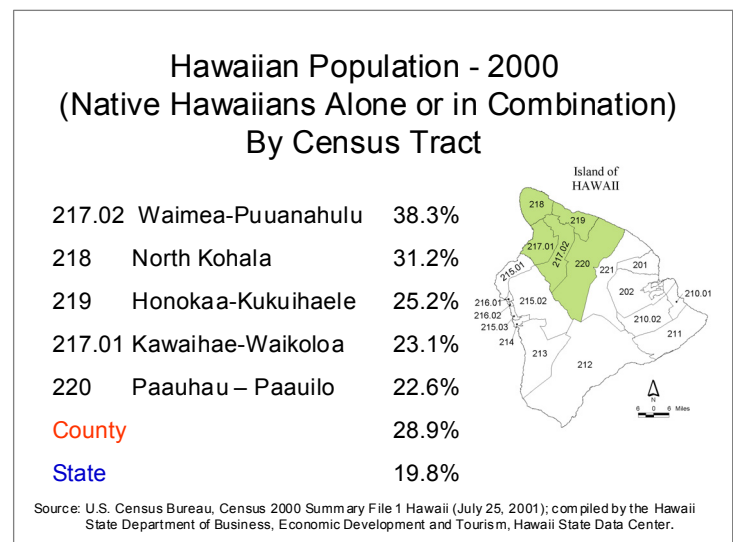 Hawaiian Population - 2000
(Native Hawaiians Alone or in Combination)
By Census Tract
217.02 Waimea-Puuanahulu 38.3%
218 North Kohala 31.2%
219 Honokaa-Kukuihaele 25.2%
217.01 Kawaihae-Waikoloa 23.1%
220 Paauhau – Paauilo 22.6%
County 28.9%
State 19.8%
Island of
HAWAII
218
219
217.01
217.02
220
221
201
215.01
202
216.01
215.02
210.01
216.02
210.02
215.03
211
214
213
212
N
6 0 6 Miles
Source: U.S. Census Bureau, Census 2000 Summary File 1 Hawaii (July 25, 2001); compiled by the Hawaii
State Department of Business, Economic Development and Tourism, Hawaii State Data Center.